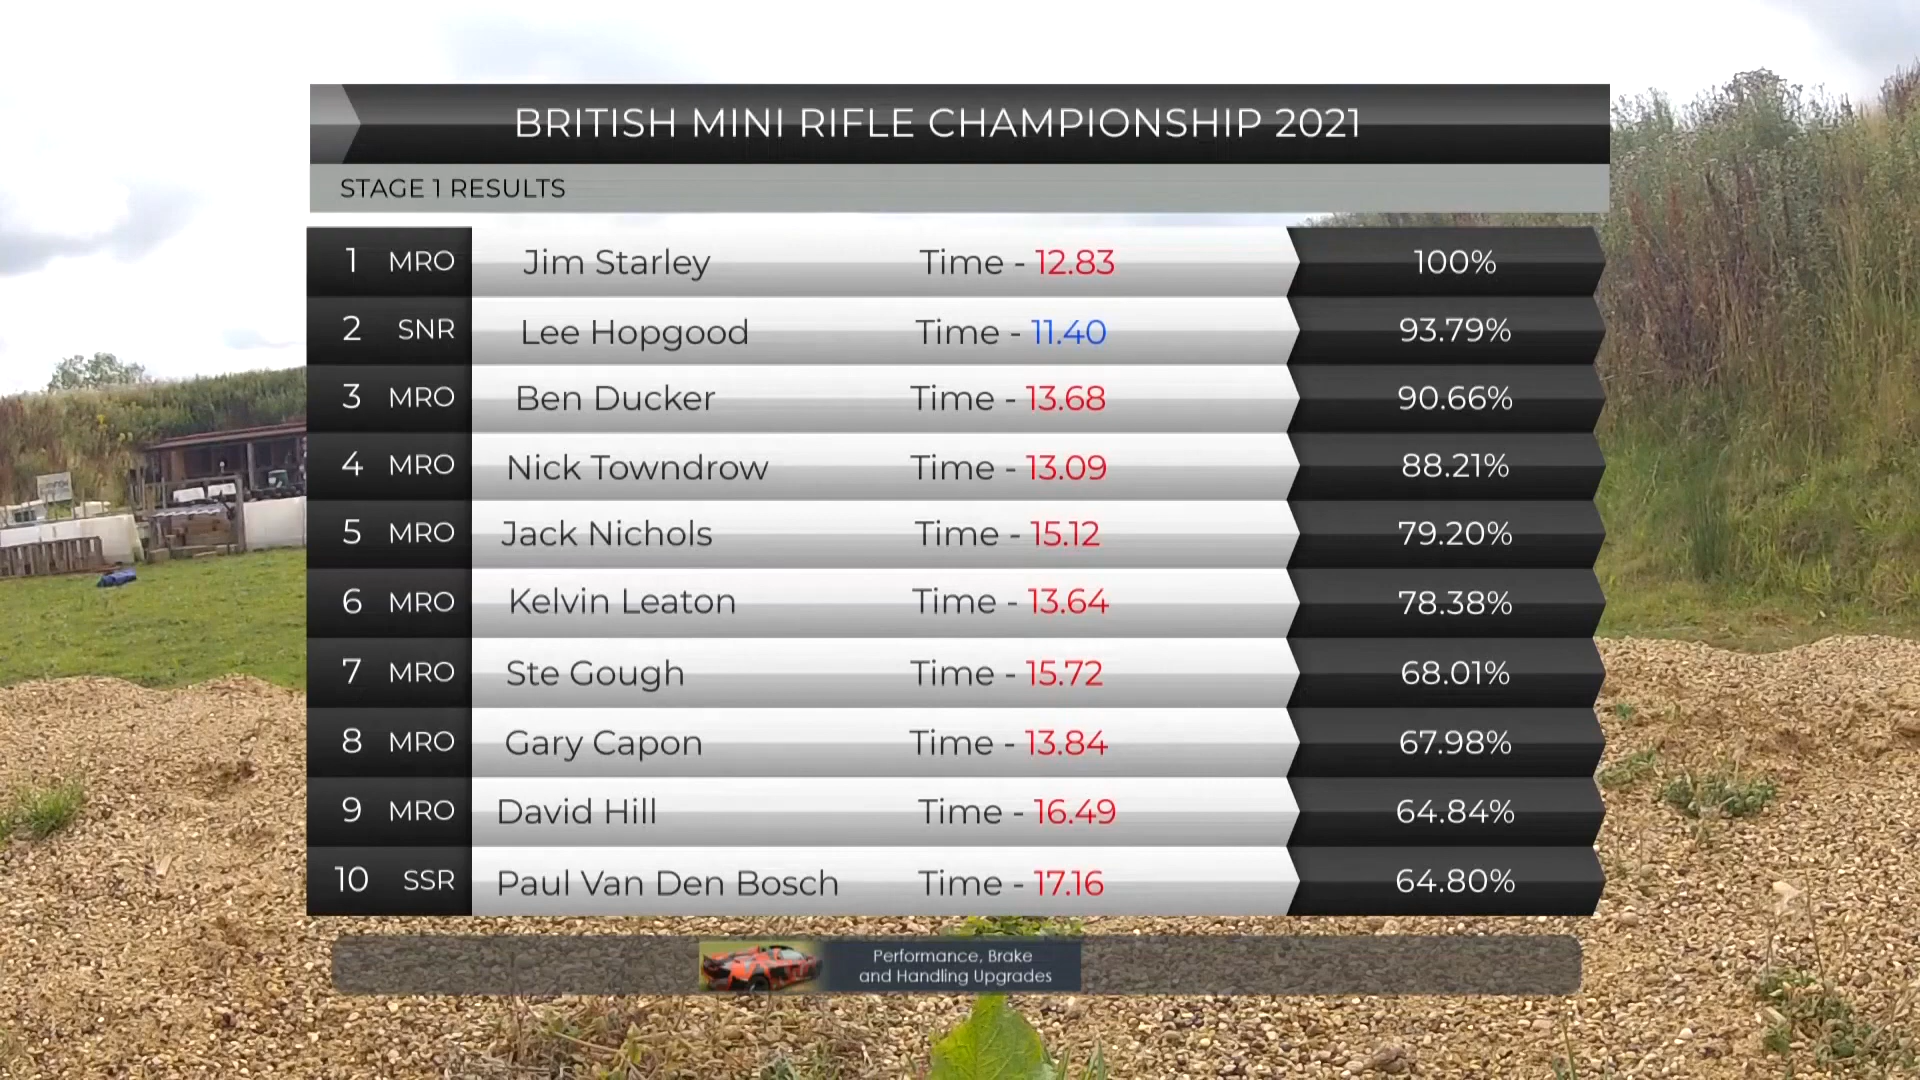 BRITISH MINI RIFLE CHAMPIONSHIP 2021
STAGE 1 RESULTS
1 MRO Jim Starley Time - 12.83 100%
2 SNR Lee Hopgood Time - 11.40 93.79%
3 MRO Ben Ducker Time - 13.68 90.66%
4 MRO Nick Towndrow Time - 13.09 88.21%
5 MRO Jack Nichols Time - 15.12 79.20%
6 MRO Kelvin Leaton Time - 13.64 78.38%
7 MRO Ste Gough Time - 15.72 68.01%
8 MRO Gary Capon Time - 13.84 67.98%
9 MRO David Hill Time - 16.49 64.84%
10 SSR Paul Van Den Bosch Time - 17.16 64.80%
Performance, Brake
and Handling Upgrades